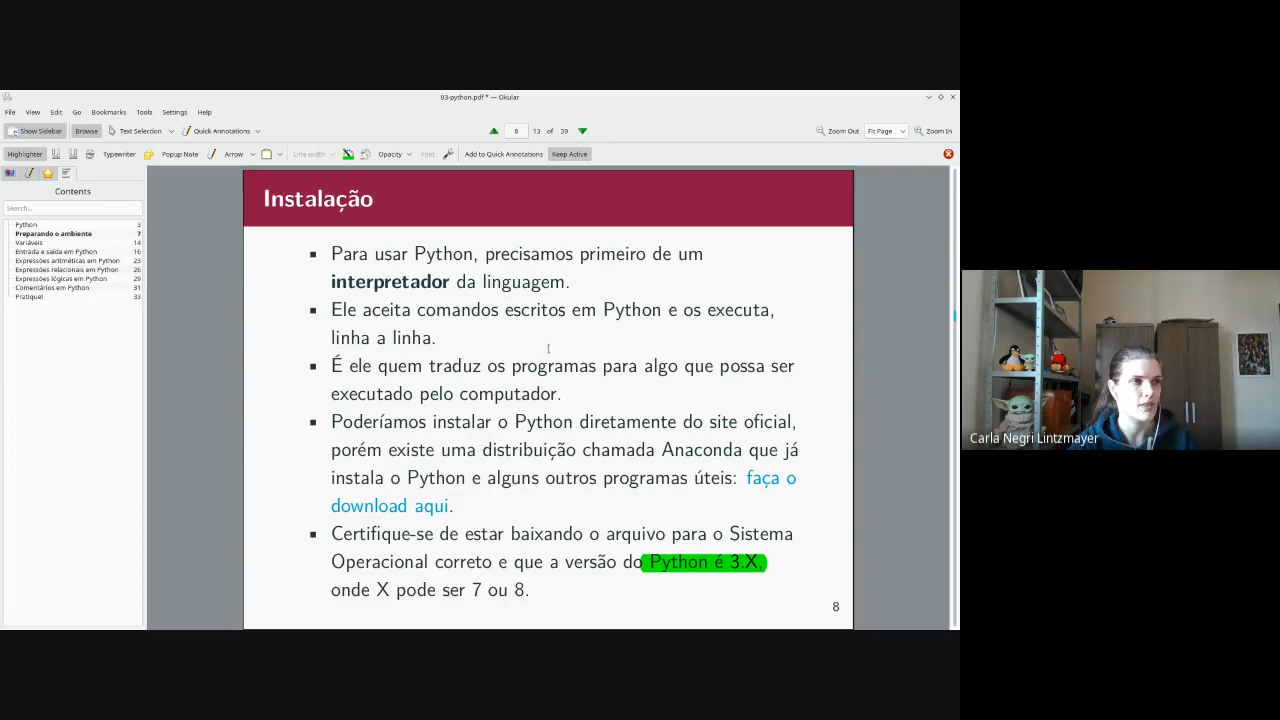 03-python.pdf * — Okular
File View Edit Go Bookmarks Tools Settings Help
Show Sidebar Browse Text Selection Quick Annotations 8 13 of 39 Zoom Out Fit Page Zoom In
Highlighter Typewriter Popup Note Arrow Line width Opacity Font Add to Quick Annotations Keep Active
Contents
Search...
Python 3
Preparando o ambiente 7
Variáveis 14
Entrada e saída em Python 16
Expressões aritméticas em Python 23
Expressões relacionais em Python 26
Expressões lógicas em Python 29
Comentários em Python 31
Pratique! 33
Instalação
Para usar Python, precisamos primeiro de um
interpretador da linguagem.
Ele aceita comandos escritos em Python e os executa,
linha a linha.
É ele quem traduz os programas para algo que possa ser
executado pelo computador.
Poderíamos instalar o Python diretamente do site oficial,
porém existe uma distribuição chamada Anaconda que já
instala o Python e alguns outros programas úteis: faça o
download aqui.
Certifique-se de estar baixando o arquivo para o Sistema
Operacional correto e que a versão do Python é 3.X,
onde X pode ser 7 ou 8.
8
Carla Negri Lintzmayer